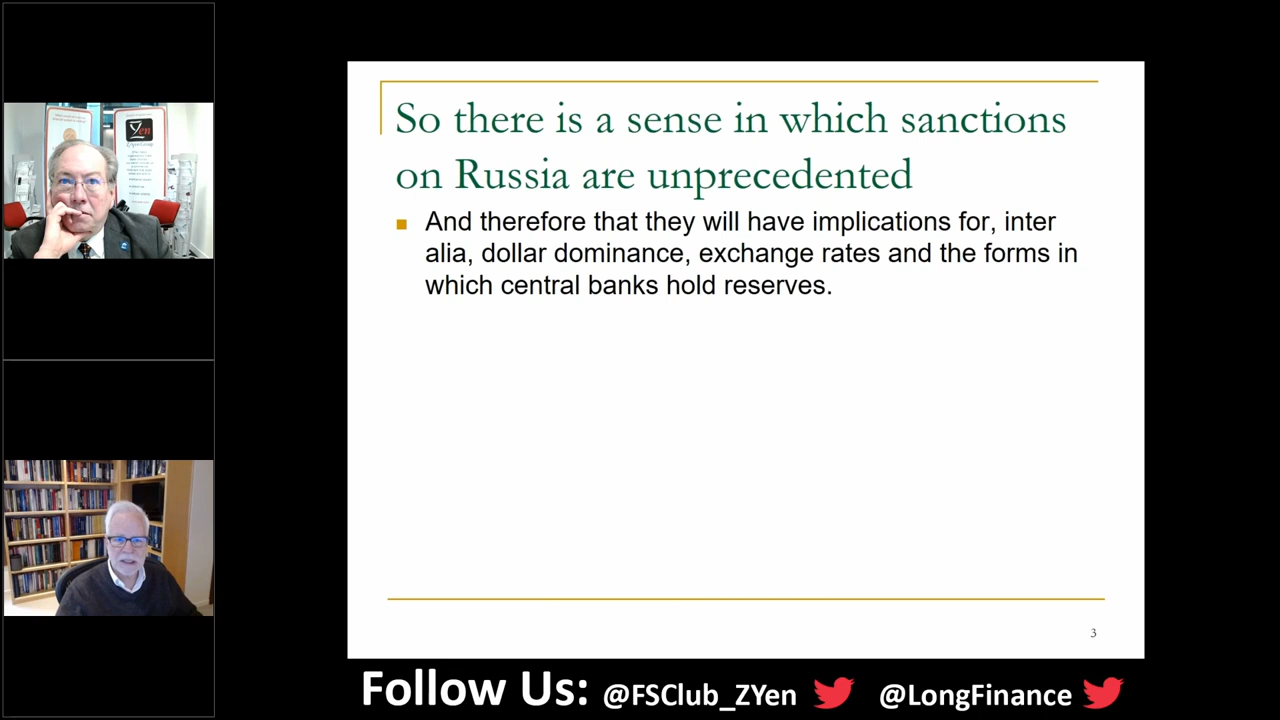 Yen
So there is a sense in which sanctions
on Russia are unprecedented
And therefore that they will have implications for, inter
alia, dollar dominance, exchange rates and the forms in
which central banks hold reserves.
3
Follow Us: @FSClub_ZYen @LongFinance